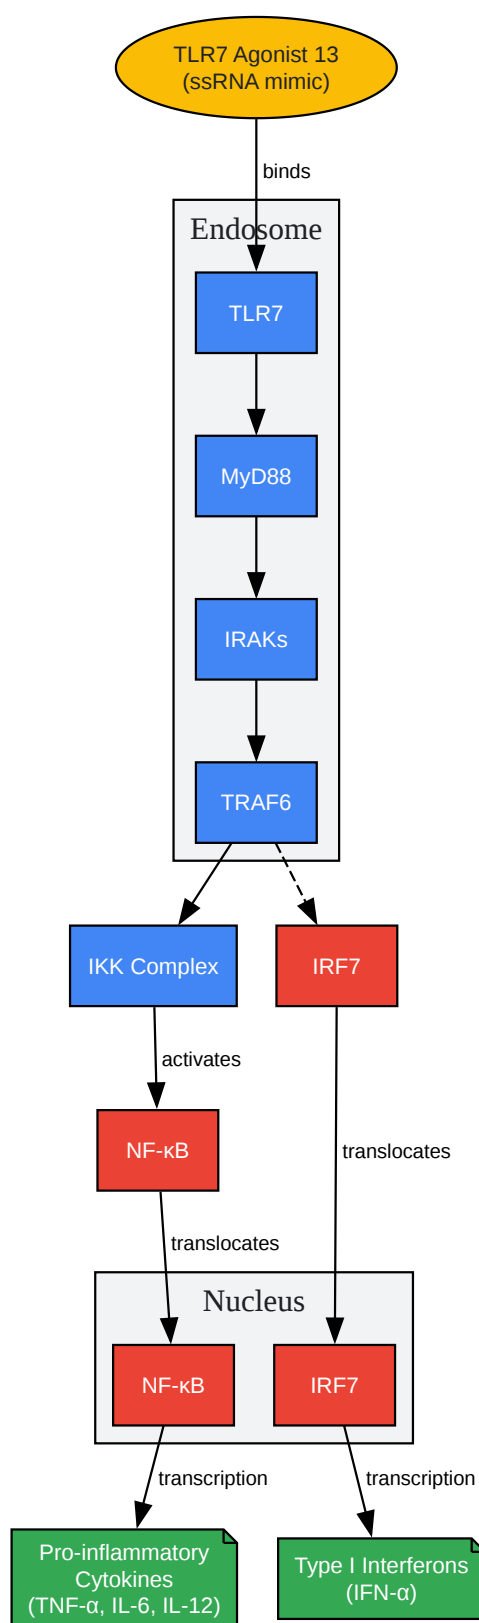 TLR7 Agonist 13
(ssRNA mimic)
binds
Endosome
TLR7
MyD88
IRAKs
TRAF6
IKK Complex
IRF7
activates
NF-κB
translocates
translocates
Nucleus
NF-κB
IRF7
transcription
transcription
Pro-inflammatory
Cytokines
(TNF-α, IL-6, IL-12)
Type I Interferons
(IFN-α)